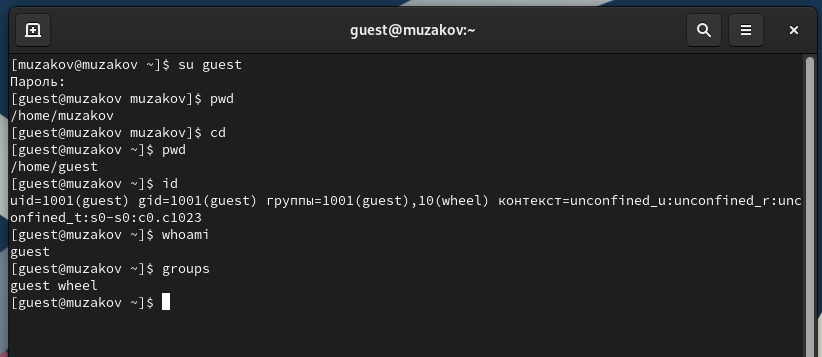 guest@muzakov:~
[muzakov@muzakov ~]$ su guest
Пароль:
[guest@muzakov muzakov]$ pwd
/home/muzakov
[guest@muzakov muzakov]$ cd
[guest@muzakov ~]$ pwd
/home/guest
[guest@muzakov ~]$ id
uid=1001(guest) gid=1001(guest) группы=1001(guest),10(wheel) контекст=unconfined_u:unconfined_r:unc
onfined_t:s0-s0:c0.c1023
[guest@muzakov ~]$ whoami
guest
[guest@muzakov ~]$ groups
guest wheel
[guest@muzakov ~]$